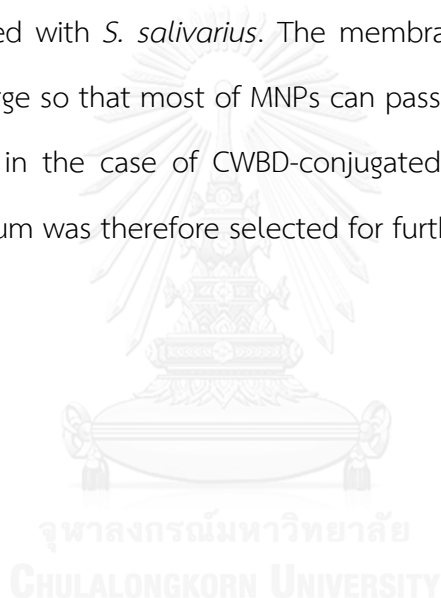 ed with S. salivarius. The membra
rge so that most of MNPs can pass
in the case of CWBD-conjugated
um was therefore selected for furth
จุฬาลงกรณ์มหาวิทยาลัย
CHULALONGKORN UNIVERSITY